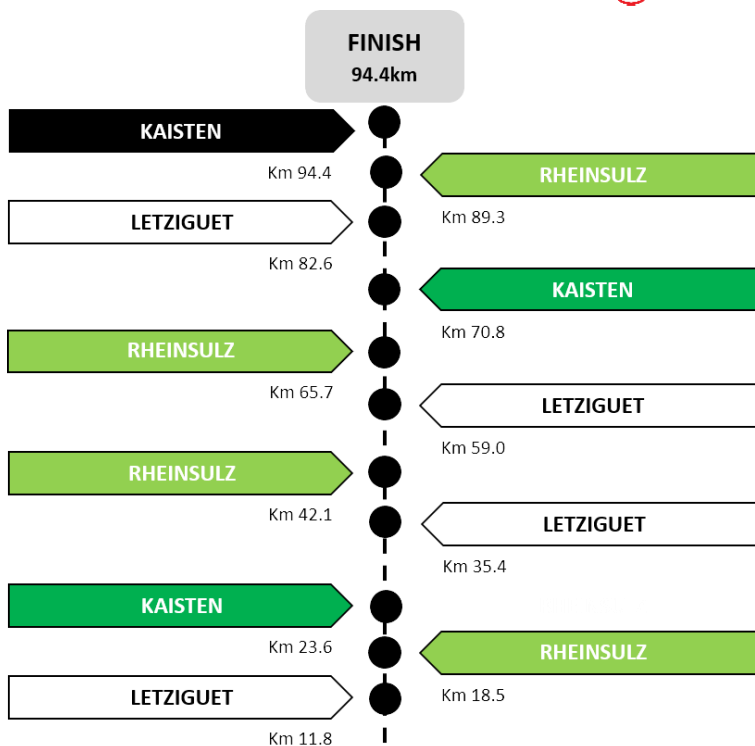 FINISH
94.4km
KAISTEN
Km 94.4
RHEINSULZ
Km 89.3
LETZIGUET
Km 82.6
KAISTEN
Km 70.8
RHEINSULZ
Km 65.7
LETZIGUET
Km 59.0
RHEINSULZ
Km 42.1
LETZIGUET
Km 35.4
KAISTEN
Km 23.6
RHEINSULZ
Km 18.5
LETZIGUET
Km 11.8